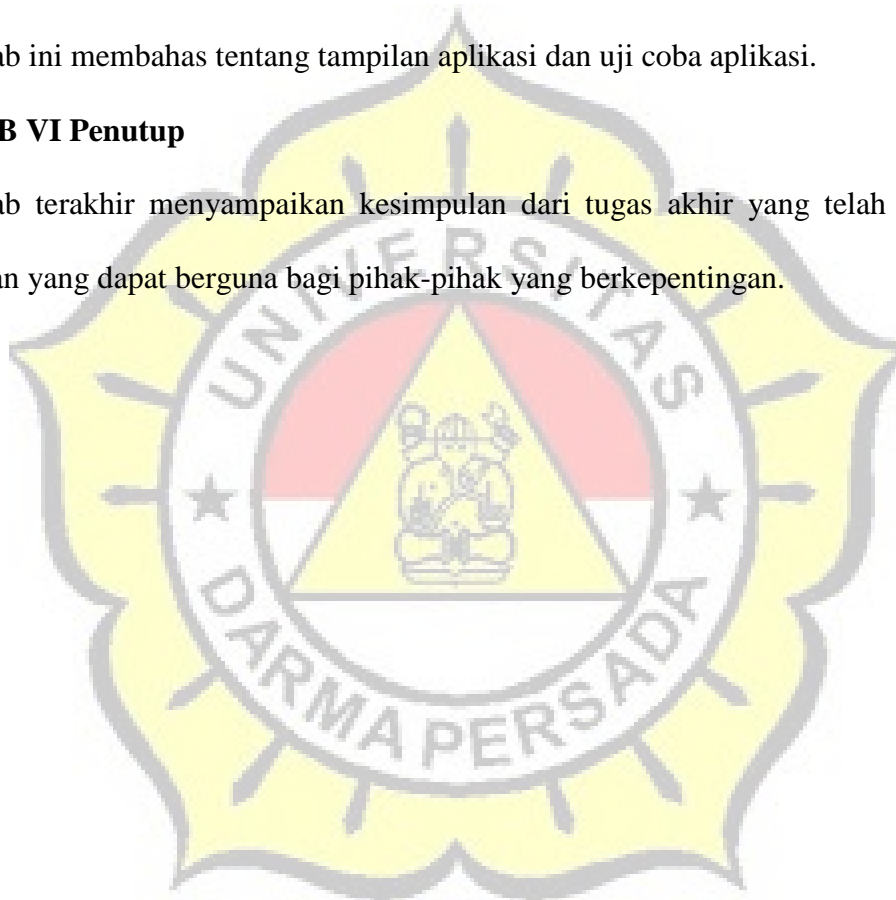 ab ini membahas tentang tampilan aplikasi dan uji coba aplikasi.
B VI Penutup
ab terakhir menyampaikan kesimpulan dari tugas akhir yang telah
an yang dapat berguna bagi pihak-pihak yang berkepentingan.
UNIVERSITAS
DARMA PERSADA